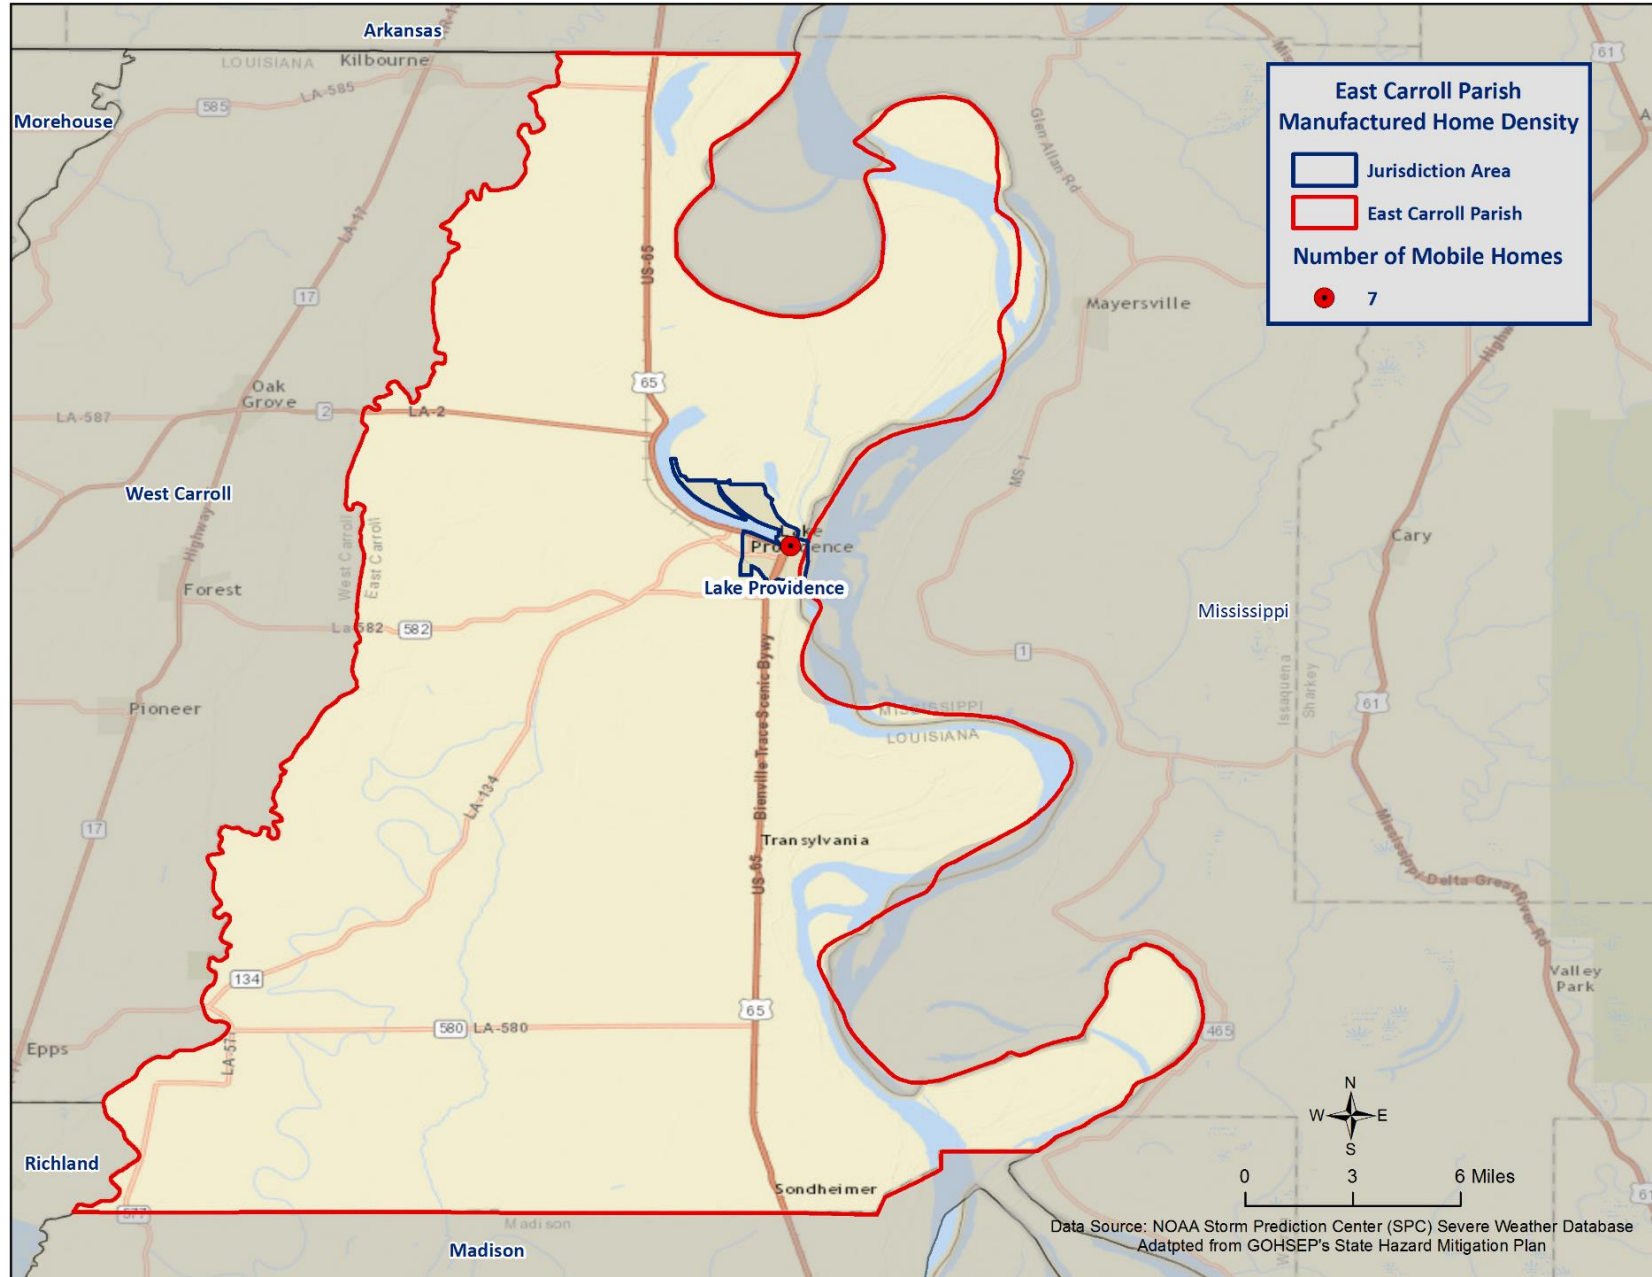 Arkansas
LOUISIANA
Kilbourne
LA-585
585
Morehouse
61
East Carroll Parish
Manufactured Home Density
Jurisdiction Area
East Carroll Parish
Number of Mobile Homes
7
Glen Allan Rd
LA-17
17
US-65
Mayersville
Highway
65
Oak
Grove
2
LA-2
LA-587
MS-1
West Carroll
Highway
Lake
Providence
Cary
Lake Providence
Forest
West Carroll
East Carroll
La 582
582
Mississippi
1
Issaquena
Sharkey
61
Pioneer
MISSISSIPPI
LOUISIANA
Bienville Trace Scenic Bywy
US-65
LA-134
17
Transylvania
Mississippi Delta Great River Rd
134
Valley
Park
65
580
LA-580
465
Epps
LA-577
N
W
E
S
Richland
0 3 6 Miles
Sondheimer
577
Madison
61
Data Source: NOAA Storm Prediction Center (SPC) Severe Weather Database
Adatpted from GOHSEP's State Hazard Mitigation Plan
Madison